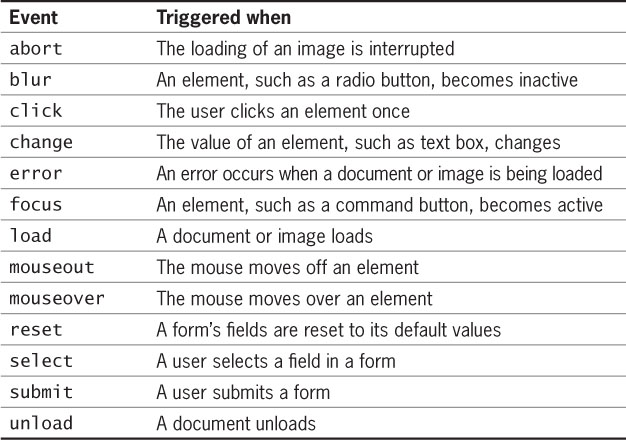 Event Triggered when
abort The loading of an image is interrupted
blur An element, such as a radio button, becomes inactive
click The user clicks an element once
change The value of an element, such as text box, changes
error An error occurs when a document or image is being loaded
focus An element, such as a command button, becomes active
load A document or image loads
mouseout The mouse moves off an element
mouseover The mouse moves over an element
reset A form’s fields are reset to its default values
select A user selects a field in a form
submit A user submits a form
unload A document unloads